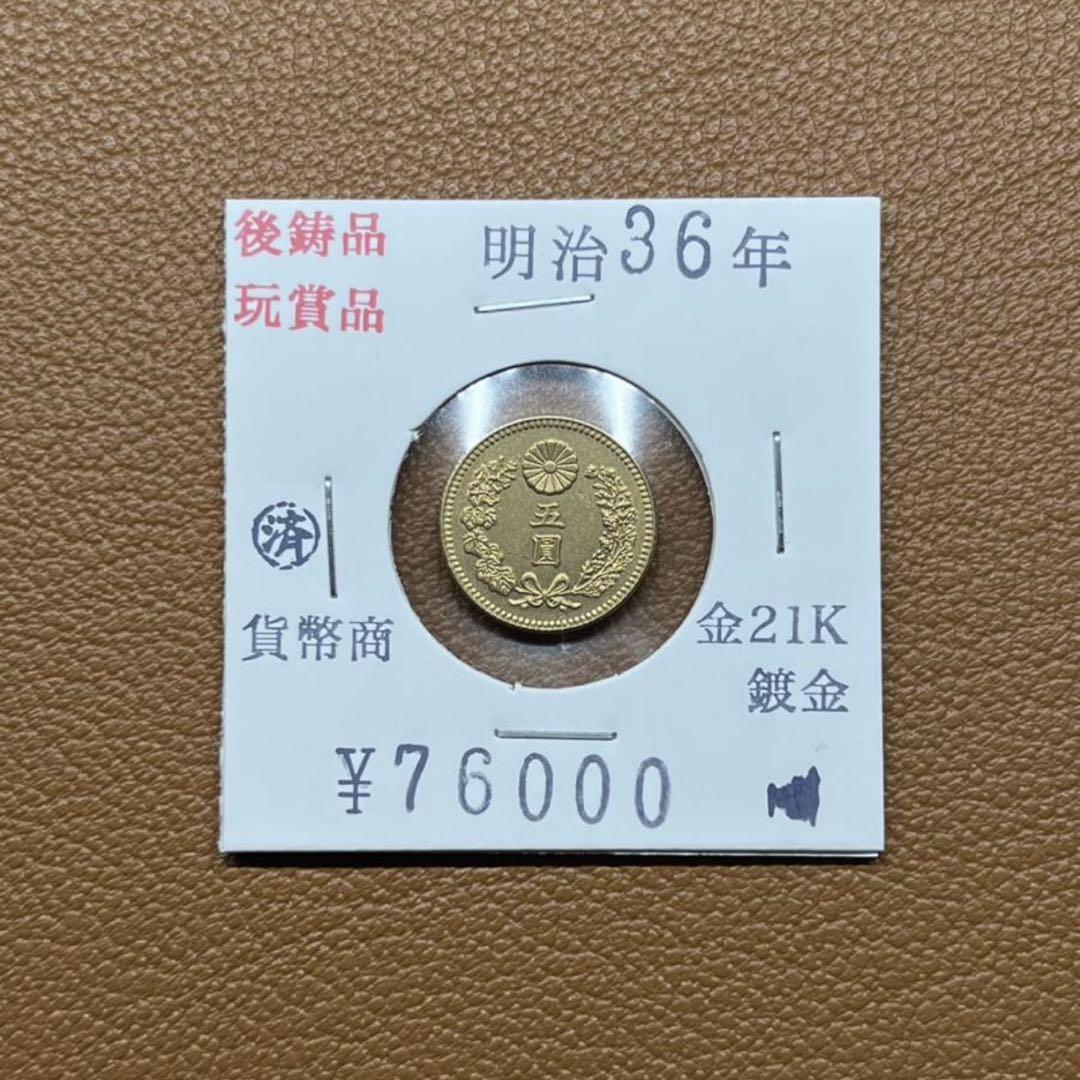 後鋳品
玩賞品
明治36年
五
圓
済
貨幣商
金21K
鍍金
¥76000